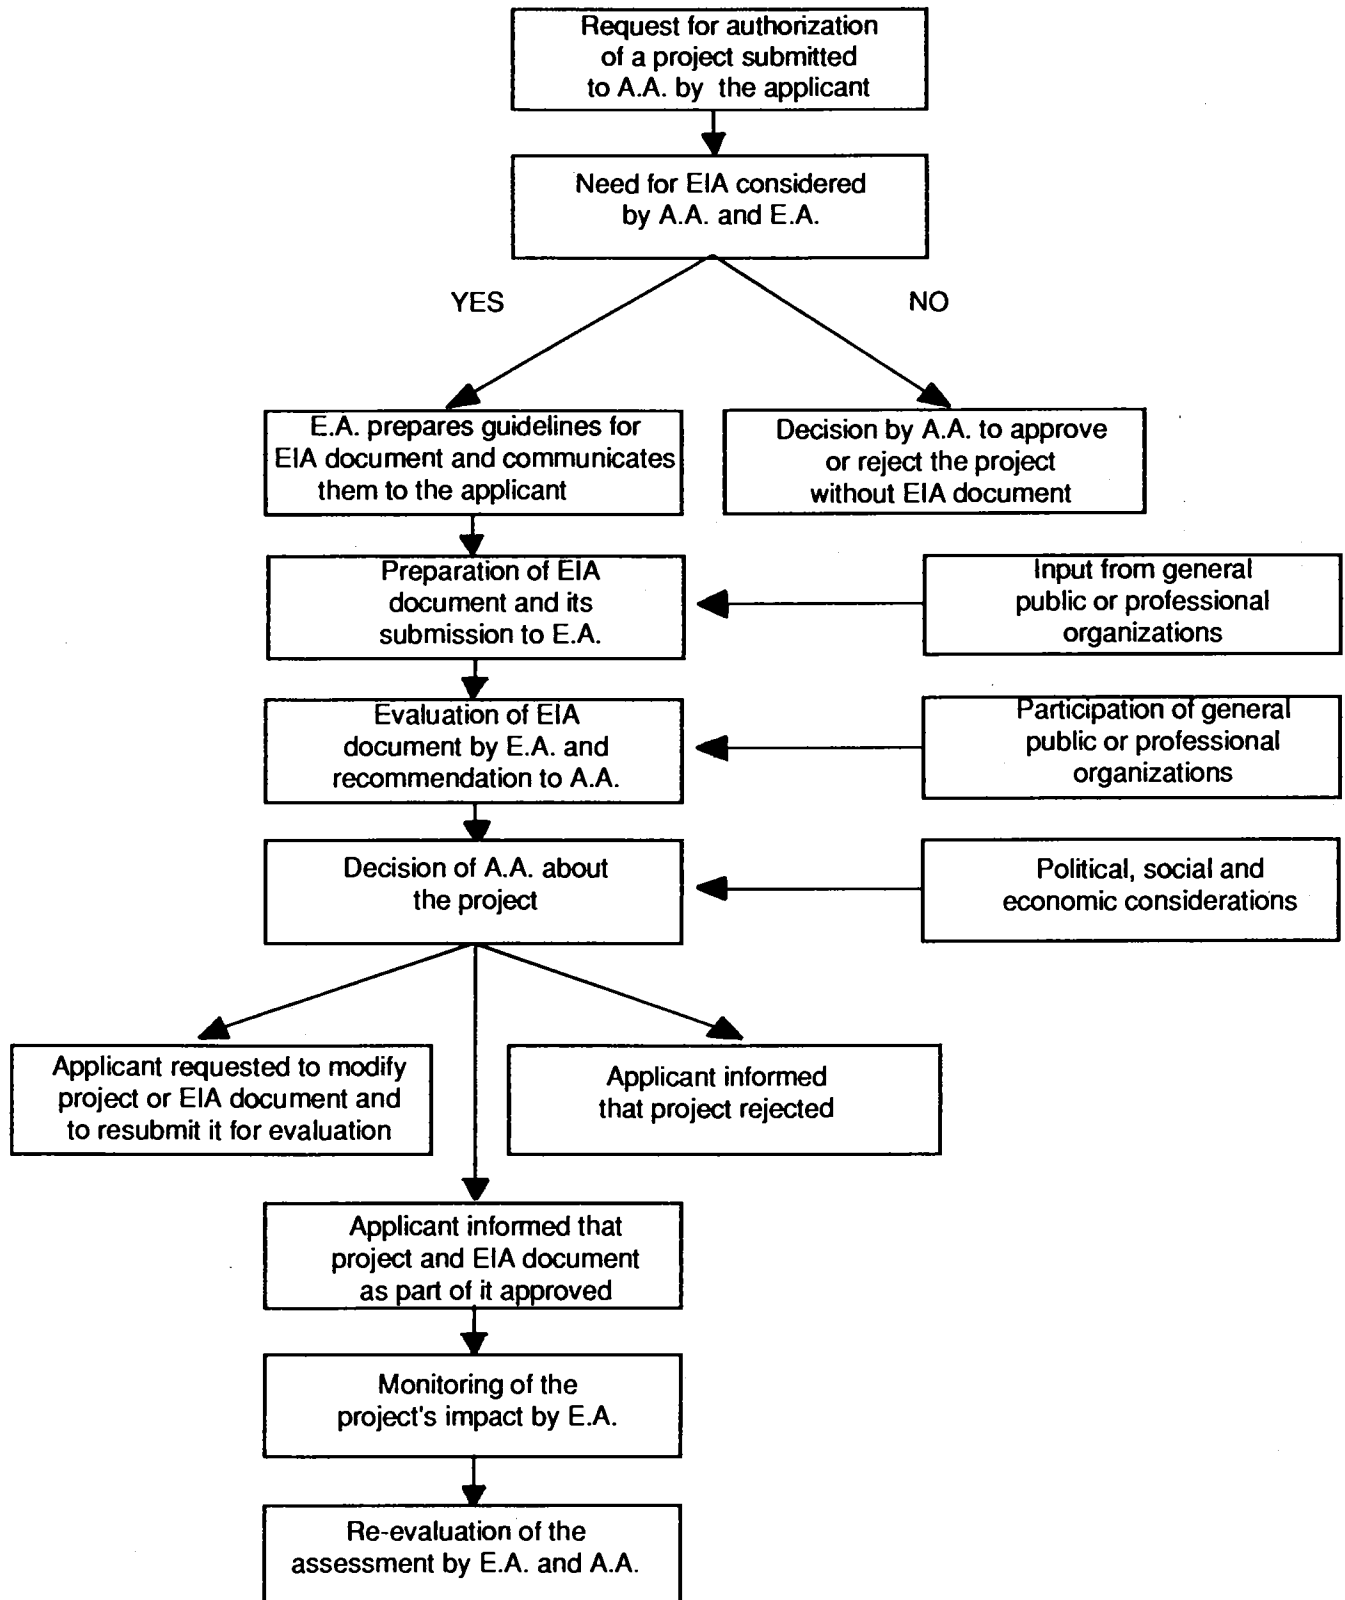 Request for authorization
of a project submitted
to A.A. by the applicant
Need for EIA considered
by A.A. and E.A.
YES
NO
E.A. prepares guidelines for
EIA document and communicates
them to the applicant
Decision by A.A. to approve
or reject the project
without EIA document
Preparation of EIA
document and its
submission to E.A.
Input from general
public or professional
organizations
Evaluation of EIA
document by E.A. and
recommendation to A.A.
Participation of general
public or professional
organizations
Decision of A.A. about
the project
Political, social and
economic considerations
Applicant requested to modify
project or EIA document and
to resubmit it for evaluation
Applicant informed
that project rejected
Applicant informed that
project and EIA document
as part of it approved
Monitoring of the
project's impact by E.A.
Re-evaluation of the
assessment by E.A. and A.A.